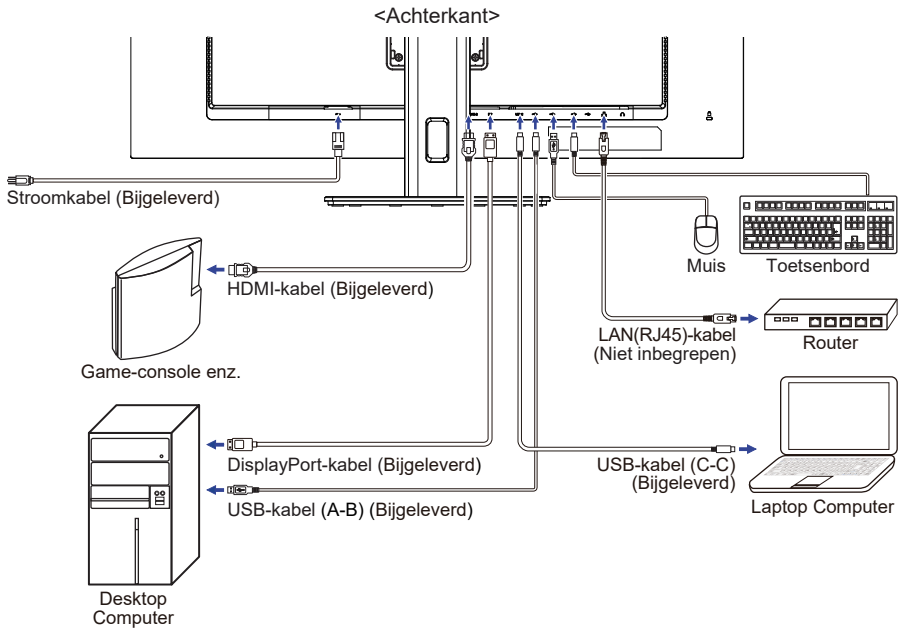 <Achterkant>
Stroomkabel (Bijgeleverd)
HDMI-kabel (Bijgeleverd)
Game-console enz.
Muis
Toetsenbord
LAN(RJ45)-kabel
(Niet inbegrepen)
Router
DisplayPort-kabel (Bijgeleverd)
USB-kabel (A-B) (Bijgeleverd)
USB-kabel (C-C)
(Bijgeleverd)
Laptop Computer
Desktop
Computer